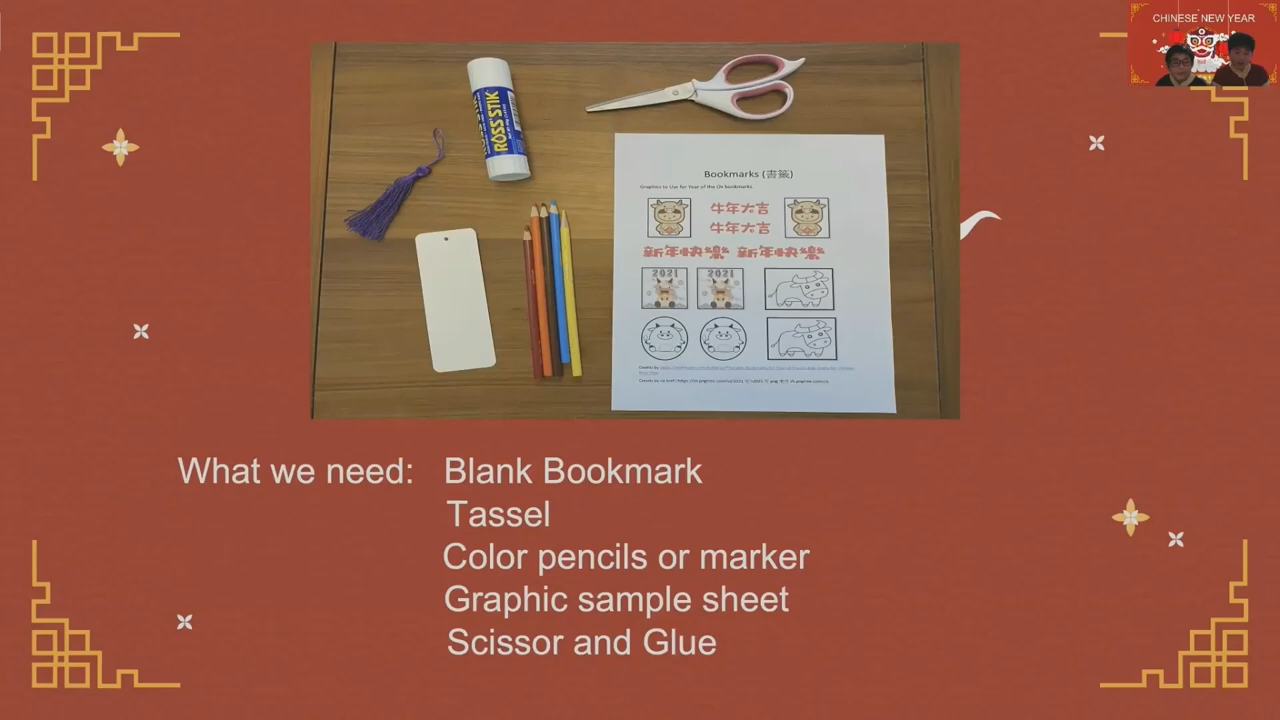 CHINESE NEW YEAR
ROSS STIK
Bookmarks (書籤)
Graphics to Use for Year of the Ox bookmarks
牛年大吉
牛年大吉
新年快樂 新年快樂
2021 2021
What we need: Blank Bookmark
Tassel
Color pencils or marker
Graphic sample sheet
Scissor and Glue